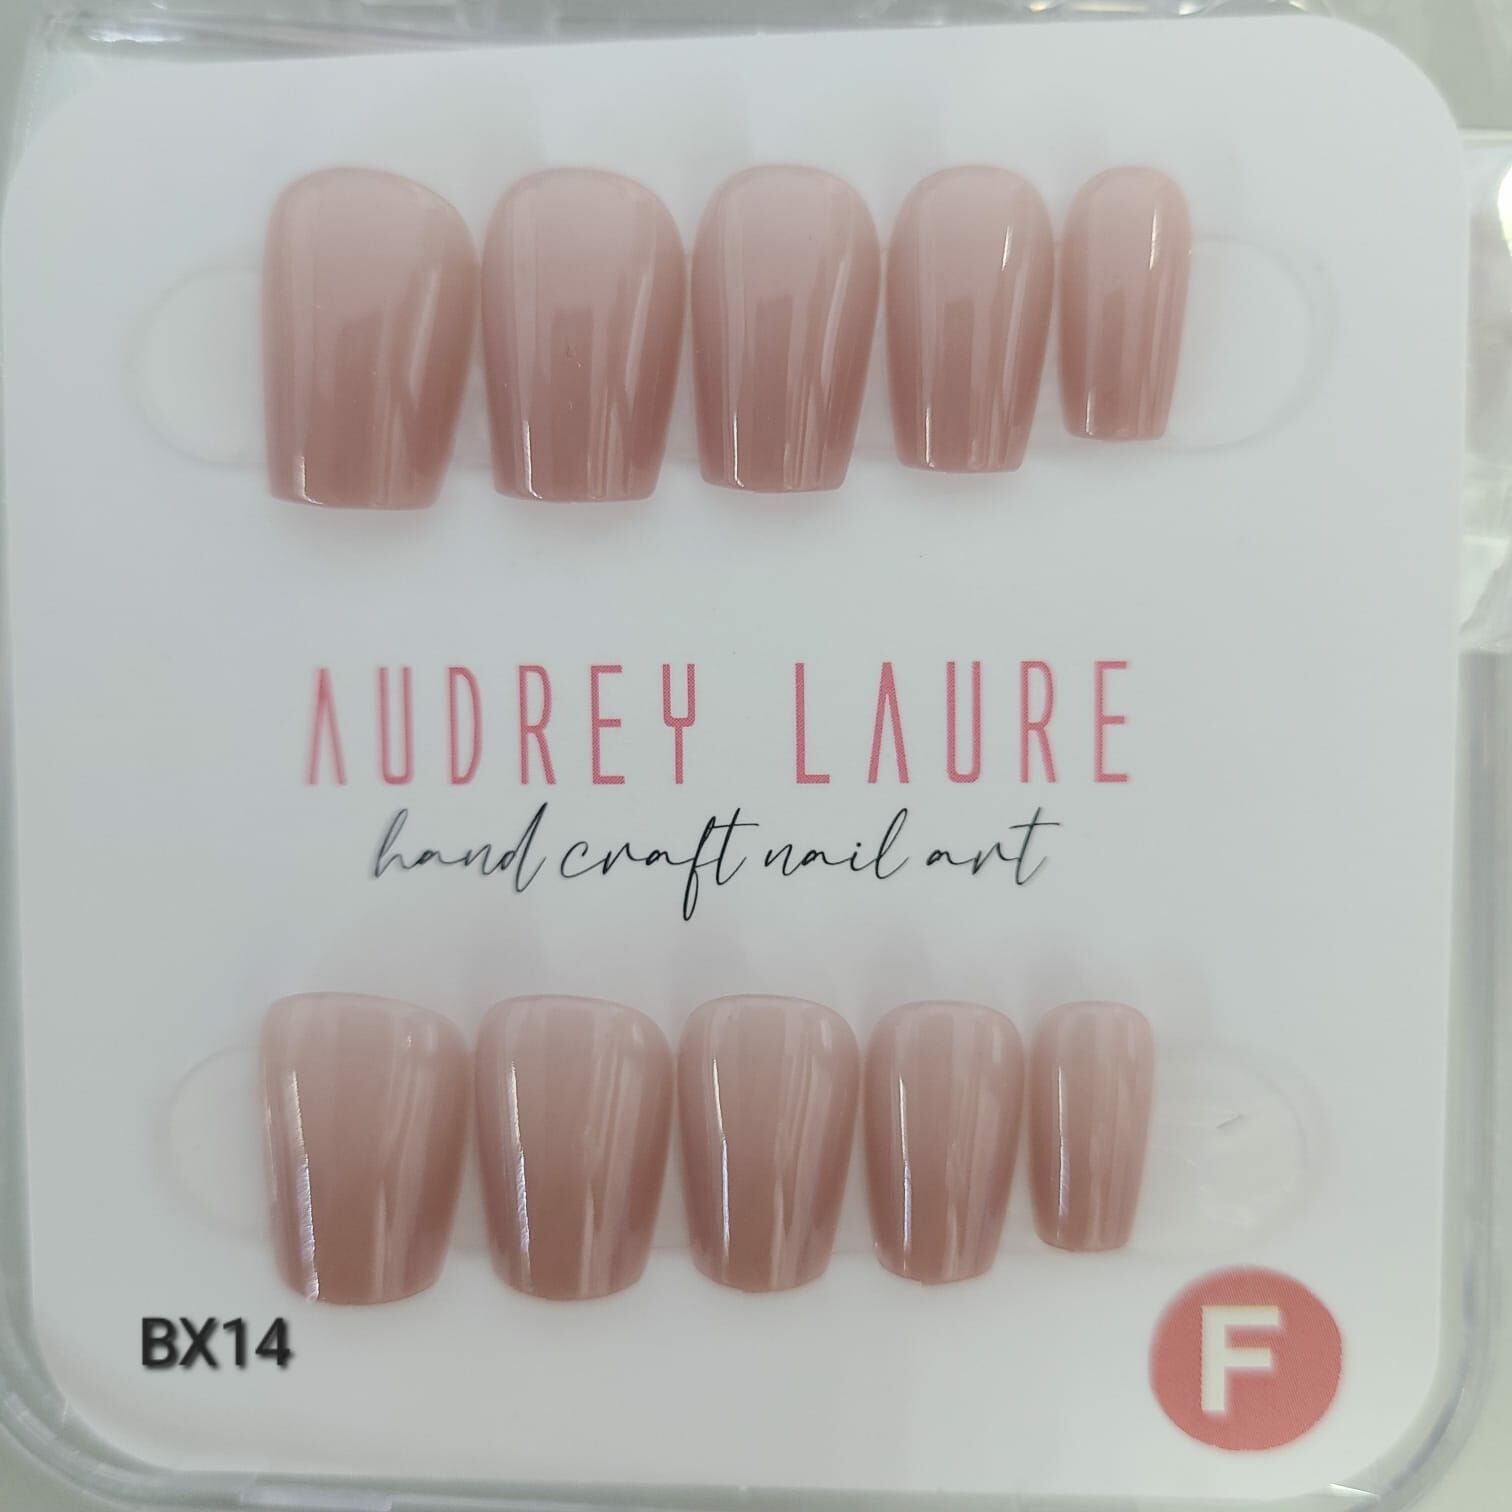 AUDREY LAURE
hand craft nail art
BX14
F